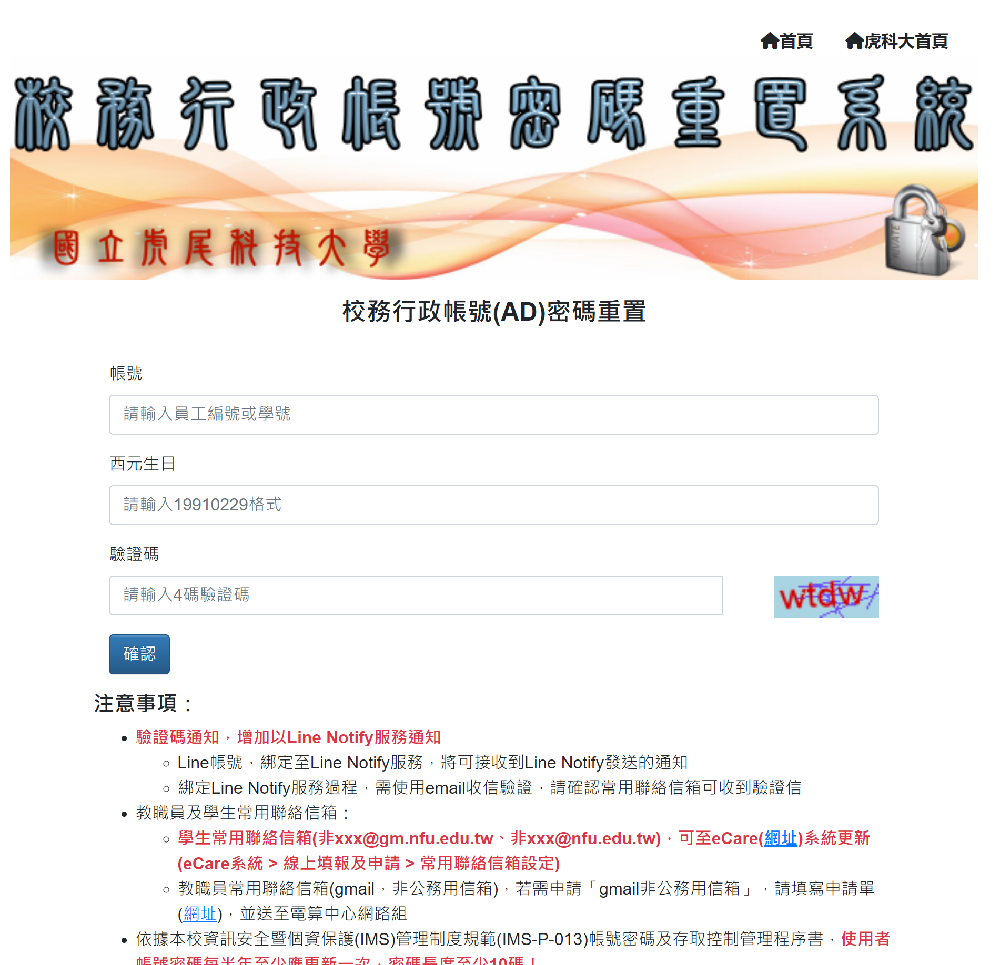 首頁 虎科大首頁
校務行政帳號密碼重置系統
PRIVATE
國立虎尾科技大學
校務行政帳號(AD)密碼重置
帳號
請輸入員工編號或學號
西元生日
請輸入19910229格式
驗證碼
請輸入4碼驗證碼
wtdw
確認
注意事項：
驗證碼通知，增加以Line Notify服務通知
Line帳號，綁定至Line Notify服務，將可接收到Line Notify發送的通知
綁定Line Notify服務過程，需使用email收信驗證，請確認常用聯絡信箱可收到驗證信
教職員及學生常用聯絡信箱：
學生常用聯絡信箱(非xxx@gm.nfu.edu.tw、非xxx@nfu.edu.tw)，可至eCare(網址)系統更新
(eCare系統 > 線上填報及申請 > 常用聯絡信箱設定)
教職員常用聯絡信箱(gmail，非公務用信箱)，若需申請「gmail非公務用信箱」，請填寫申請單
(網址)，並送至電算中心網路組
依據本校資訊安全暨個資保護(IMS)管理制度規範(IMS-P-013)帳號密碼及存取控制管理程序書，使用者
帳號密碼每半年至少應更新一次，密碼長度至少10碼！